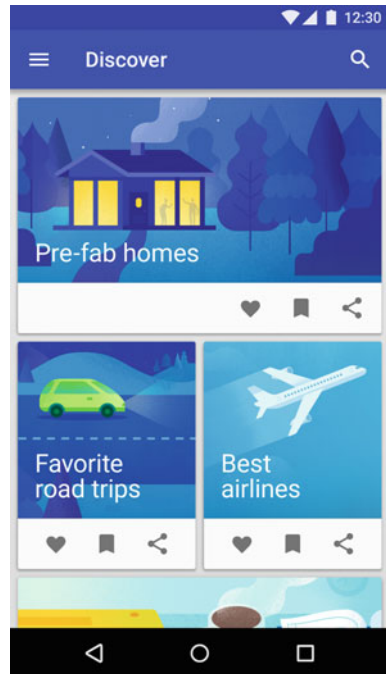 12:30
Discover
Pre-fab homes
Favorite
road trips
Best
airlines